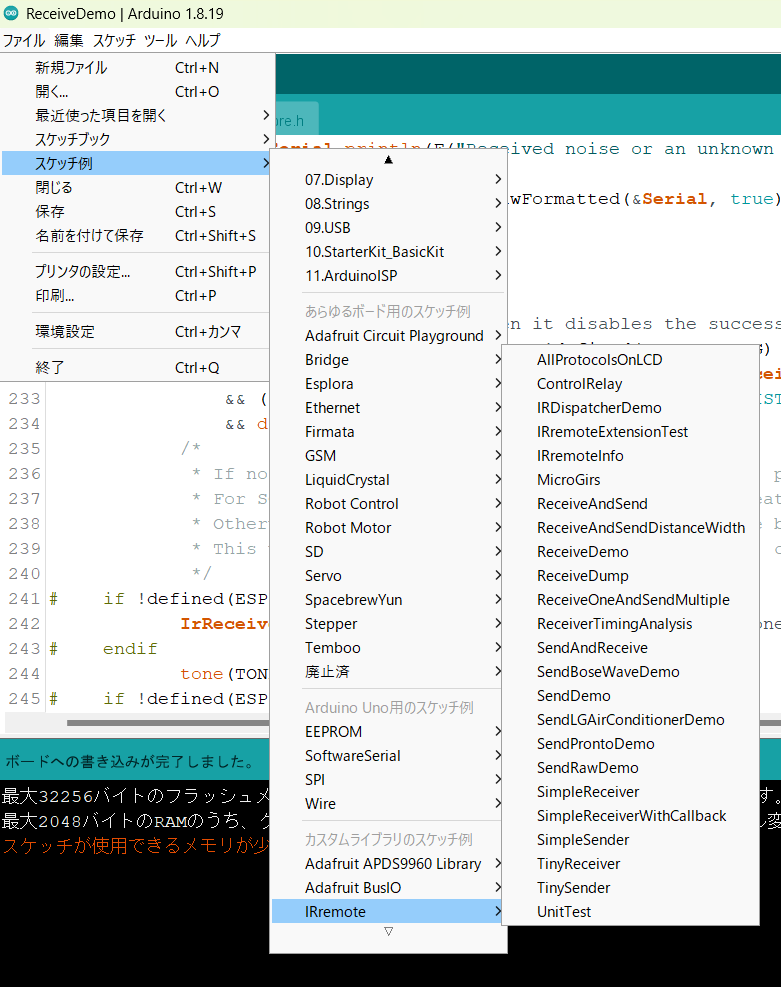 ReceiveDemo | Arduino 1.8.19
ファイル 編集 スケッチ ツール ヘルプ
新規ファイル Ctrl+N
開く... Ctrl+O
最近使った項目を開く
スケッチブック
スケッチ例
閉じる Ctrl+W
保存 Ctrl+S
名前を付けて保存 Ctrl+Shift+S
プリンタの設定... Ctrl+Shift+P
印刷... Ctrl+P
環境設定 Ctrl+カンマ
終了 Ctrl+Q
are.h
Serial.println(F("Received noise or an unknown
wFormatted(&Serial, true)
n it disables the success
07.Display
08.Strings
09.USB
10.StarterKit_BasicKit
11.ArduinoISP
あらゆるボード用のスケッチ例
Adafruit Circuit Playground
Bridge
Esplora
Ethernet
Firmata
GSM
LiquidCrystal
Robot Control
Robot Motor
SD
Servo
SpacebrewYun
Stepper
Temboo
廃止済
Arduino Uno用のスケッチ例
EEPROM
SoftwareSerial
SPI
Wire
カスタムライブラリのスケッチ例
Adafruit APDS9960 Library
Adafruit BusIO
IRremote
AllProtocolsOnLCD
ControlRelay
IRDispatcherDemo
IRremoteExtensionTest
IRremoteInfo
MicroGirs
ReceiveAndSend
ReceiveAndSendDistanceWidth
ReceiveDemo
ReceiveDump
ReceiveOneAndSendMultiple
ReceiverTimingAnalysis
SendAndReceive
SendBoseWaveDemo
SendDemo
SendLGAirConditionerDemo
SendProntoDemo
SendRawDemo
SimpleReceiver
SimpleReceiverWithCallback
SimpleSender
TinyReceiver
TinySender
UnitTest
233 && (
234 && d
235 /*
236 * If no
237 * For S
238 * Other
239 * This
240 */
241 # if !defined(ESP
242 IrReceive
243 # endif
244 tone(TON
245 # if !defined(ESP
ボードへの書き込みが完了しました。
最大32256バイトのフラッシュメ
最大2048バイトのRAMのうち、グ
スケッチが使用できるメモリが少